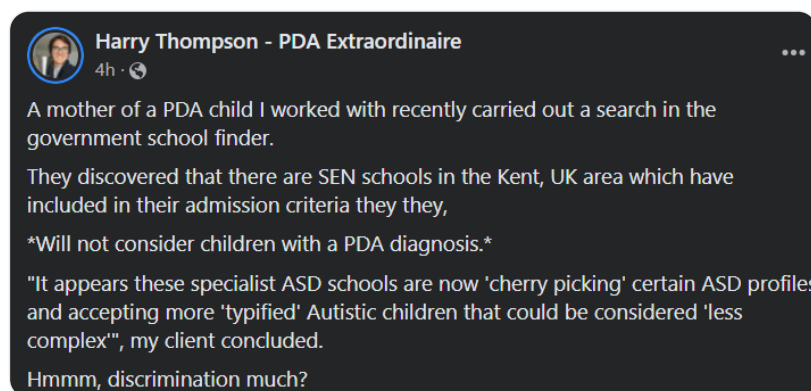 Harry Thompson - PDA Extraordinaire
4h ·
A mother of a PDA child I worked with recently carried out a search in the
government school finder.
They discovered that there are SEN schools in the Kent, UK area which have
included in their admission criteria they they,
*Will not consider children with a PDA diagnosis.*
"It appears these specialist ASD schools are now 'cherry picking' certain ASD profiles
and accepting more 'typified' Autistic children that could be considered 'less
complex'", my client concluded.
Hmmm, discrimination much?